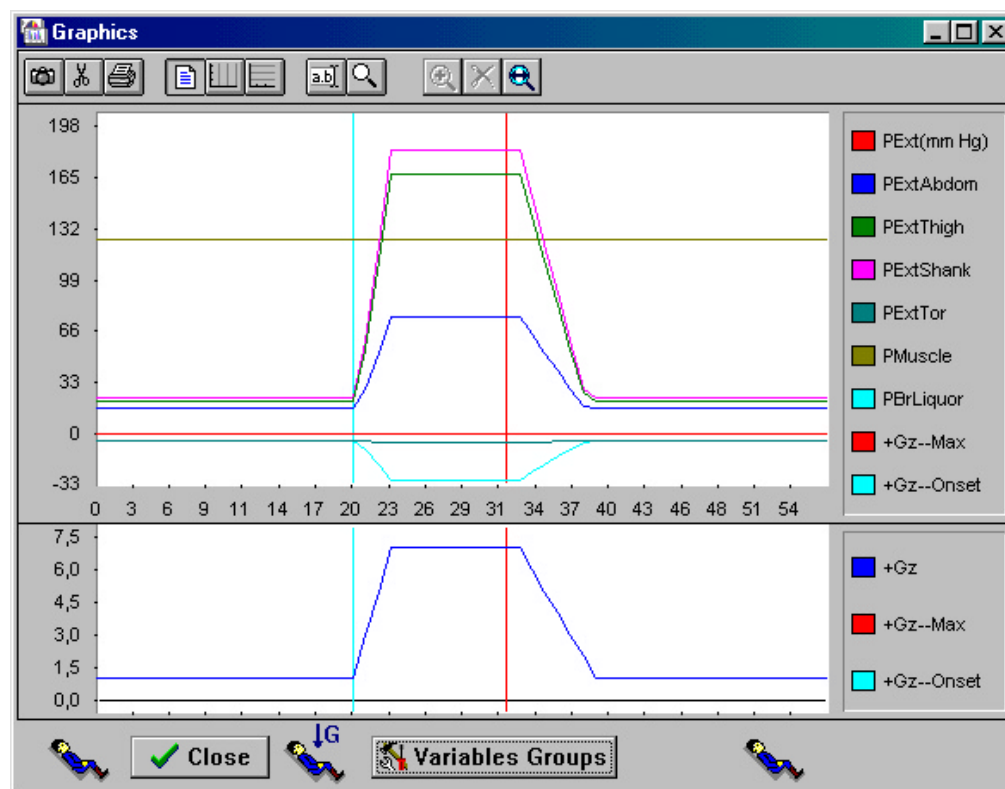 Graphics
a.b
198
165
132
99
66
33
0
-33
0 3 6 9 11 14 17 20 23 26 29 31 34 37 40 43 46 48 51 54
PExt(mm Hg)
PExtAbdom
PExtThigh
PExtShank
PExtTor
PMuscle
PBrLiquor
+Gz--Max
+Gz--Onset
7,5
6,0
4,5
3,0
1,5
0,0
+Gz
+Gz--Max
+Gz--Onset
Close
G
Variables Groups